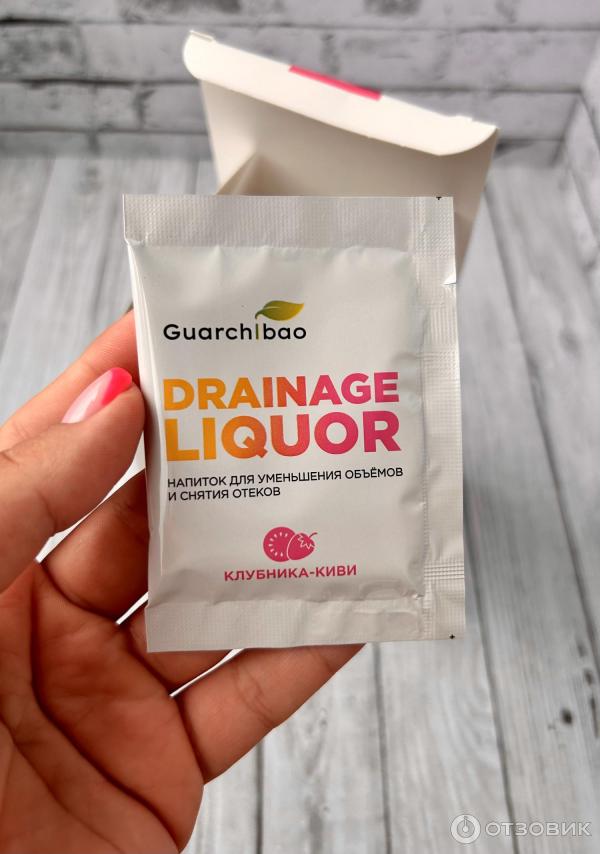 GuarchIbao
DRAINAGE
LIQUOR
НАПИТОК ДЛЯ УМЕНЬШЕНИЯ ОБЪЁМОВ
И СНЯТИЯ ОТЕКОВ
КЛУБНИКА-КИВИ
ОТЗОВИК